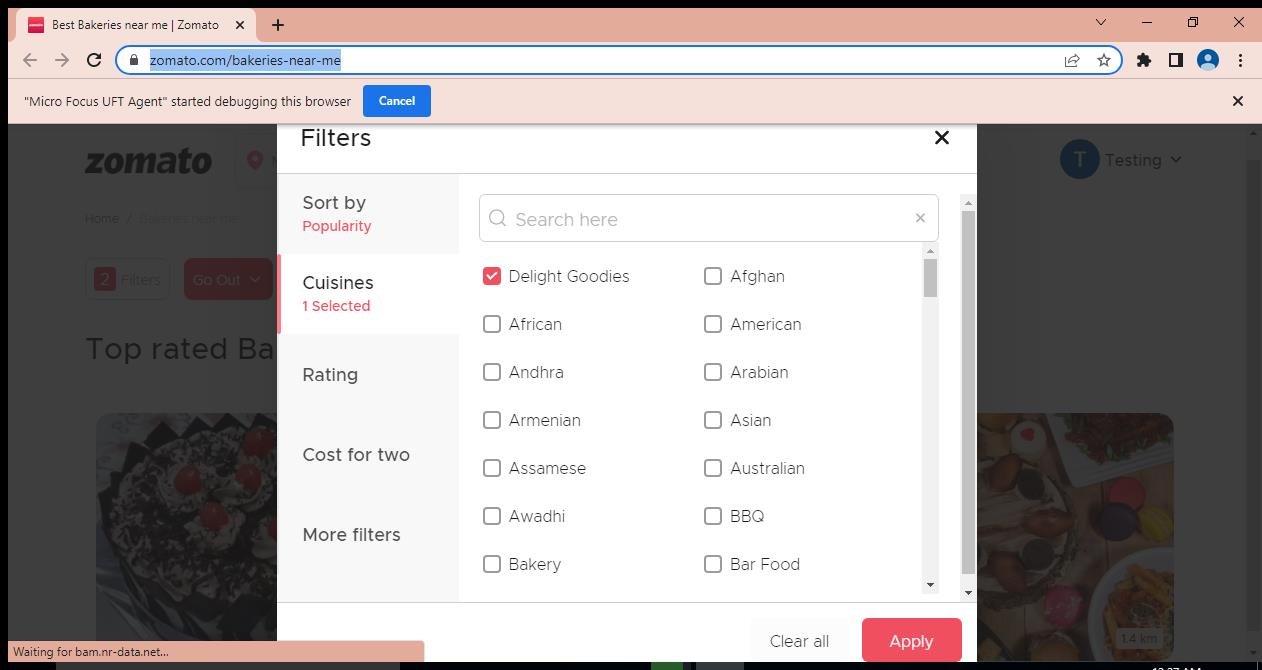 Best Bakeries near me | Zomato
zomato.com/bakeries-near-me
"Micro Focus UFT Agent" started debugging this browser Cancel
Filters
zomato
T Testing
Home / Bakeries near me
2 Filters
Go Out
Top rated Ba
Sort by
Popularity
Cuisines
1 Selected
Rating
Cost for two
More filters
Search here
Delight Goodies Afghan
African American
Andhra Arabian
Armenian Asian
Assamese Australian
Awadhi BBQ
Bakery Bar Food
1.4 km
Clear all Apply
Waiting for bam.nr-data.net...